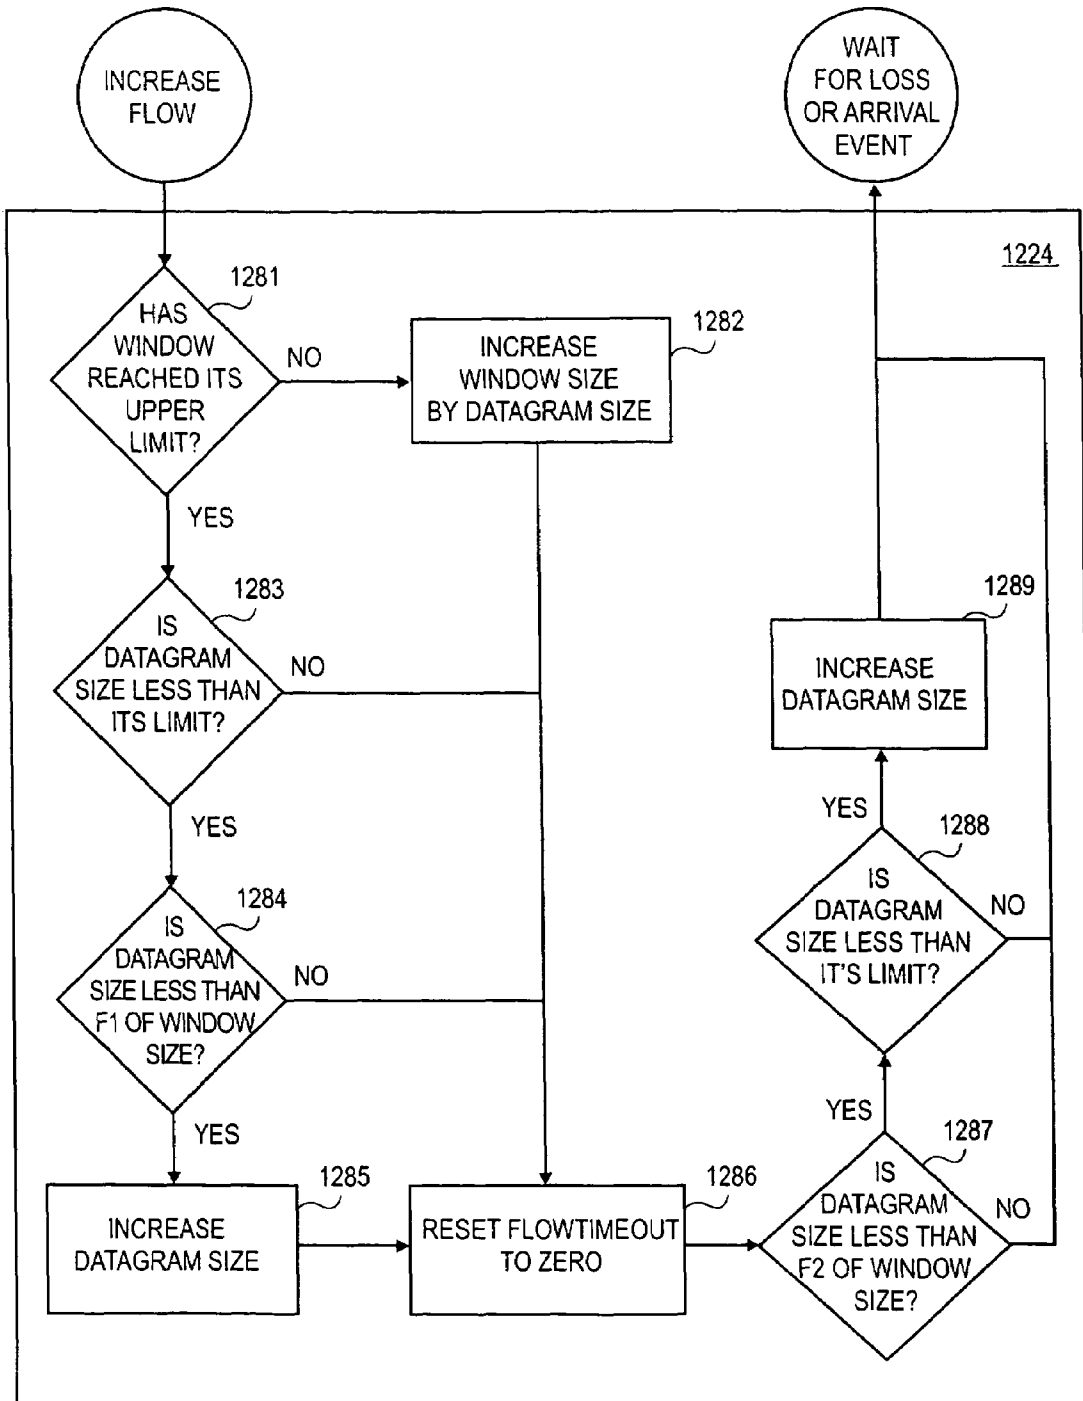 INCREASE
FLOW
WAIT
FOR LOSS
OR ARRIVAL
EVENT
1224
1281
HAS
WINDOW
REACHED ITS
UPPER
LIMIT?
NO
YES
1282
INCREASE
WINDOW SIZE
BY DATAGRAM SIZE
1283
IS
DATAGRAM
SIZE LESS THAN
ITS LIMIT?
NO
YES
1284
IS
DATAGRAM
SIZE LESS THAN
F1 OF WINDOW
SIZE?
NO
YES
1285
INCREASE
DATAGRAM SIZE
1286
RESET FLOWTIMEOUT
TO ZERO
1287
IS
DATAGRAM
SIZE LESS THAN
F2 OF WINDOW
SIZE?
NO
YES
1288
IS
DATAGRAM
SIZE LESS THAN
IT'S LIMIT?
NO
YES
1289
INCREASE
DATAGRAM SIZE